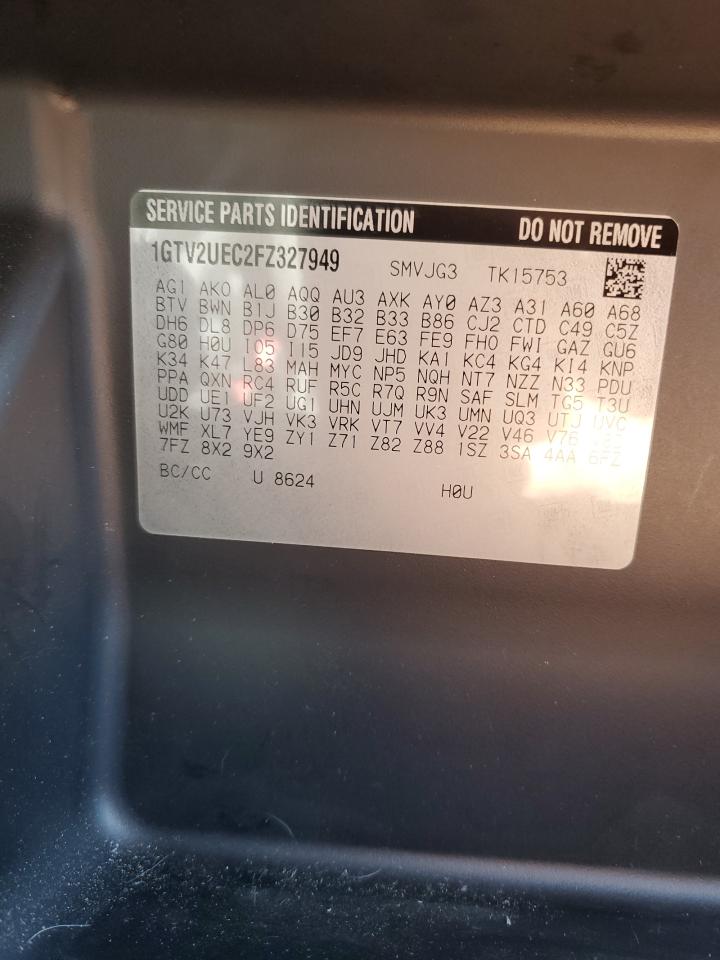 SERVICE PARTS IDENTIFICATION DO NOT REMOVE
1GTV2UEC2FZ327949 SMVJG3 TK15753
AG1 AKO AL0 AQQ AU3 AXK AY0 AZ3 A31 A60 A68
BTV BWN B1J B30 B32 B33 B86 CJ2 CTD C49 C5Z
DH6 DL8 DP6 D75 EF7 E63 FE9 FHO FWI GAZ GU6
G80 H0U IO5 I15 JD9 JHD KA1 KC4 KG4 KI4 KNP
K34 K47 L83 MAH MYC NP5 NQH NT7 NZZ N33 PDU
PPA QXN RC4 RUF R5C R7Q R9N SAF SLM TG5 T3U
UDD UE1 UF2 UG1 UHN UJM UK3 UMN UQ3 UTJ UVC
U2K U73 VJH VK3 VRK VT7 VV4 V22 V46 V76
WMF XL7 YE9 ZY1 Z71 Z82 Z88 1SZ 3SA 4AA 6FZ
7FZ 8X2 9X2
BC/CC U 8624 H0U